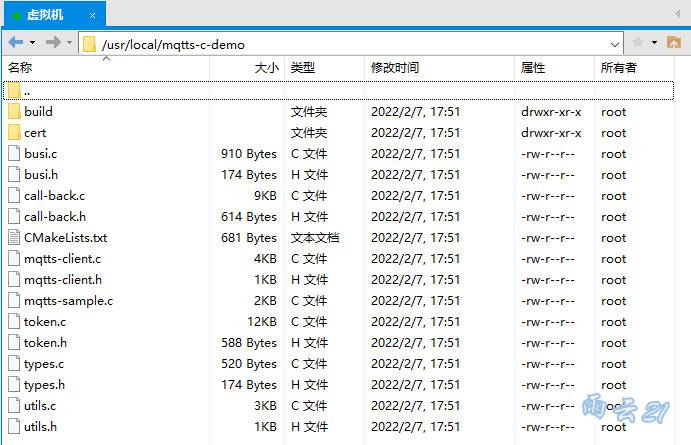 虚拟机
/usr/local/mqtts-c-demo
名称 大小 类型 修改时间 属性 所有者
..
build 文件夹 2022/2/7, 17:51 drwxr-xr-x root
cert 文件夹 2022/2/7, 17:51 drwxr-xr-x root
busi.c 910 Bytes C 文件 2022/2/7, 17:51 -rw-r--r-- root
busi.h 174 Bytes H 文件 2022/2/7, 17:51 -rw-r--r-- root
call-back.c 9KB C 文件 2022/2/7, 17:51 -rw-r--r-- root
call-back.h 614 Bytes H 文件 2022/2/7, 17:51 -rw-r--r-- root
CMakeLists.txt 681 Bytes 文本文档 2022/2/7, 17:51 -rw-r--r-- root
mqtts-client.c 4KB C 文件 2022/2/7, 17:51 -rw-r--r-- root
mqtts-client.h 1KB H 文件 2022/2/7, 17:51 -rw-r--r-- root
mqtts-sample.c 2KB C 文件 2022/2/7, 17:51 -rw-r--r-- root
token.c 12KB C 文件 2022/2/7, 17:51 -rw-r--r-- root
token.h 588 Bytes H 文件 2022/2/7, 17:51 -rw-r--r-- root
types.c 520 Bytes C 文件 2022/2/7, 17:51 -rw-r--r-- root
types.h 174 Bytes H 文件 2022/2/7, 17:51 -rw-r--r-- root
utils.c 3KB C 文件 2022/2/7, 17:51 -rw-r--r-- root
utils.h 1KB H 文件 2022/2/7, 17:51 -rw-r--r-- root
雨云21